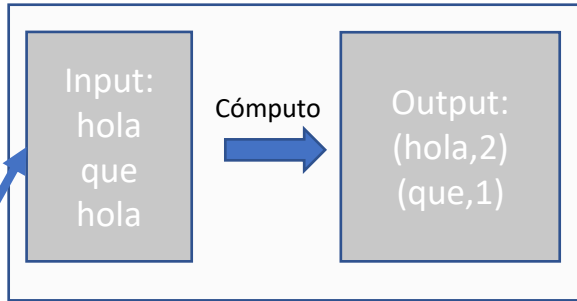 Input:
hola
que
hola
Cómputo
Output:
(hola,2)
(que,1)